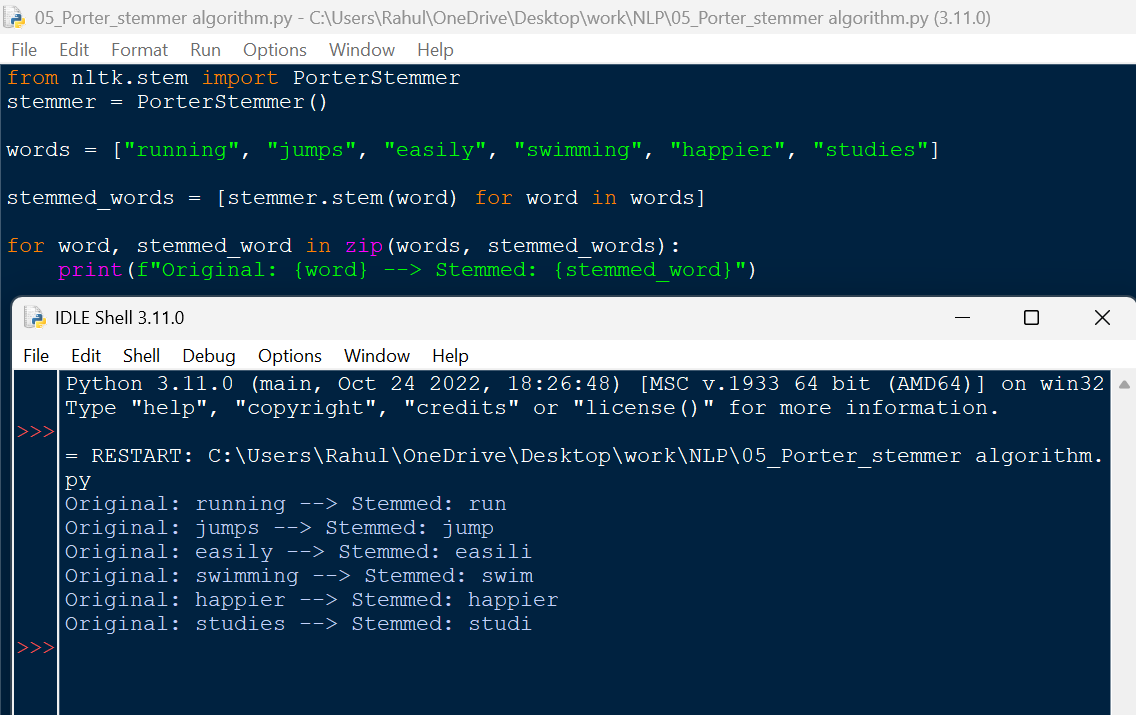 05_Porter_stemmer algorithm.py - C:\Users\Rahul\OneDrive\Desktop\work\NLP\05_Porter_stemmer algorithm.py (3.11.0)
File Edit Format Run Options Window Help
from nltk.stem import PorterStemmer
stemmer = PorterStemmer()
words = ["running", "jumps", "easily", "swimming", "happier", "studies"]
stemmed_words = [stemmer.stem(word) for word in words]
for word, stemmed_word in zip(words, stemmed_words):
    print(f"Original: {word} --> Stemmed: {stemmed_word}")
IDLE Shell 3.11.0
File Edit Shell Debug Options Window Help
Python 3.11.0 (main, Oct 24 2022, 18:26:48) [MSC v.1933 64 bit (AMD64)] on win32
Type "help", "copyright", "credits" or "license()" for more information.
>>>
= RESTART: C:\Users\Rahul\OneDrive\Desktop\work\NLP\05_Porter_stemmer algorithm.
py
Original: running --> Stemmed: run
Original: jumps --> Stemmed: jump
Original: easily --> Stemmed: easili
Original: swimming --> Stemmed: swim
Original: happier --> Stemmed: happier
Original: studies --> Stemmed: studi
>>>